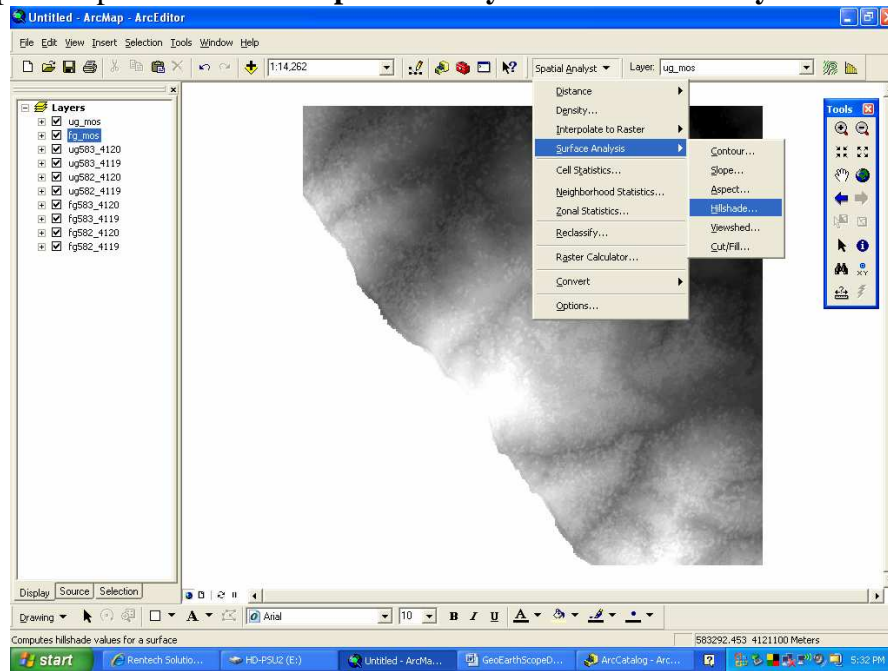 Untitled - ArcMap - ArcEditor
File Edit View Insert Selection Tools Window Help
1:14,262
Spatial Analyst Layer: ug_mos
Layers
ug_mos
fg_mos
ug583_4120
ug583_4119
ug582_4119
fg583_4120
fg583_4119
fg582_4119
Distance
Density...
Interpolate to Raster
Surface Analysis
Cell Statistics...
Neighborhood Statistics...
Zonal Statistics...
Reclassify...
Raster Calculator...
Convert
Options...
Contour...
Slope...
Aspect...
Hillshade...
Viewshed...
Cut/Fill...
Tools
XY
Display Source Selection
Drawing Arial 10 B I U A
Computes hillshade values for a surface
583292.453 4121100 Meters
start Rentech Solutio... HD-PSU2 (E:) Untitled - ArcMa... GeoEarthScopeD... ArcCatalog - Arc... 5:32 PM